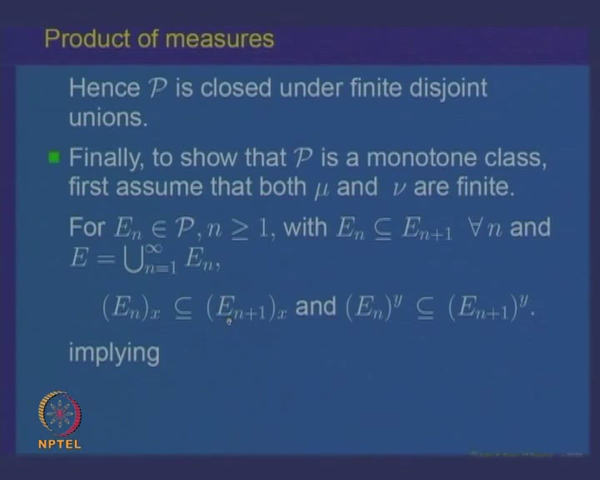 Product of measures
Hence 𝒫 is closed under finite disjoint
unions.
Finally, to show that 𝒫 is a monotone class,
first assume that both μ and ν are finite.
For Eₙ ∈ 𝒫, n ≥ 1, with Eₙ ⊆ Eₙ₊₁ ∀ n and
E = ⋃_{n=1}^{∞} Eₙ,
(Eₙ)ₓ ⊆ (Eₙ₊₁)ₓ and (Eₙ)^y ⊆ (Eₙ₊₁)^y.
implying
NPTEL